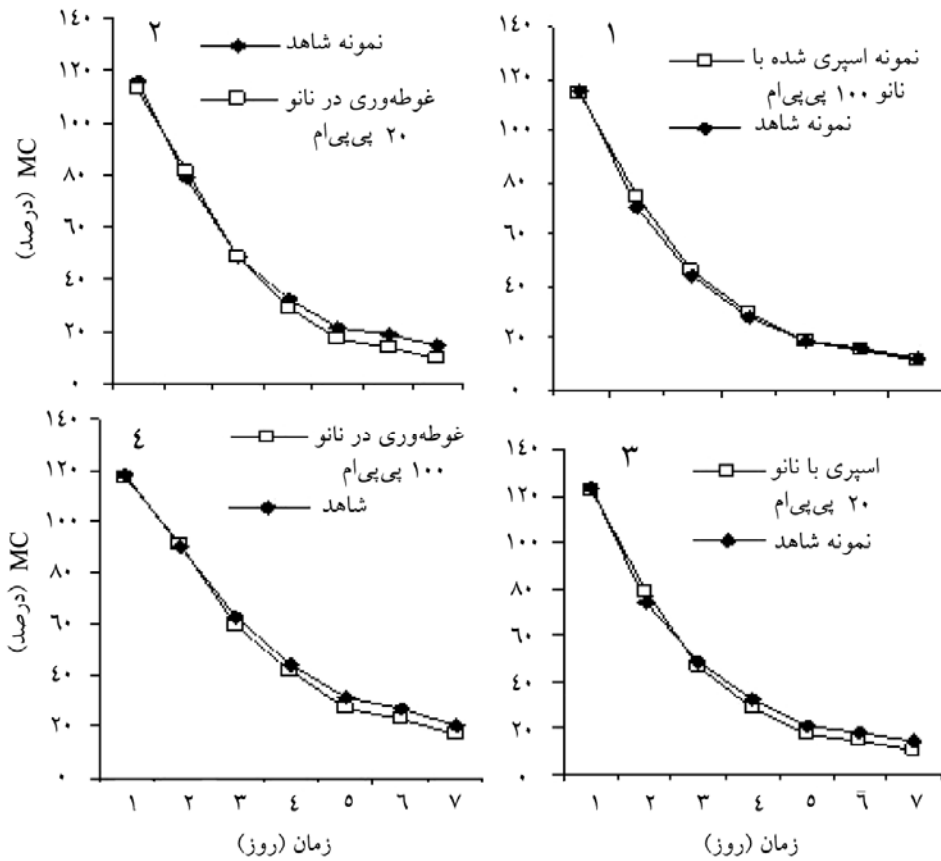 ۲
نمونه شاهد
غوطه‌وری در نانو
۲۰ پی‌پی‌ام
MC (درصد)
۱۴۰
۱۲۰
۱۰۰
۸۰
۶۰
۴۰
۲۰
۰
۱
نمونه اسپری شده با
نانو ۱۰۰ پی‌پی‌ام
نمونه شاهد
۱۴۰
۱۲۰
۱۰۰
۸۰
۶۰
۴۰
۲۰
۰
۴
غوطه‌وری در نانو
۱۰۰ پی‌پی‌ام
شاهد
MC (درصد)
۱۴۰
۱۲۰
۱۰۰
۸۰
۶۰
۴۰
۲۰
۰
۱ ۲ ۳ ۴ ۵ ۶ ۷
زمان (روز)
۳
اسپری با نانو
۲۰ پی‌پی‌ام
نمونه شاهد
۱۴۰
۱۲۰
۱۰۰
۸۰
۶۰
۴۰
۲۰
۰
۱ ۲ ۳ ۴ ۵ ۶ ۷
زمان (روز)